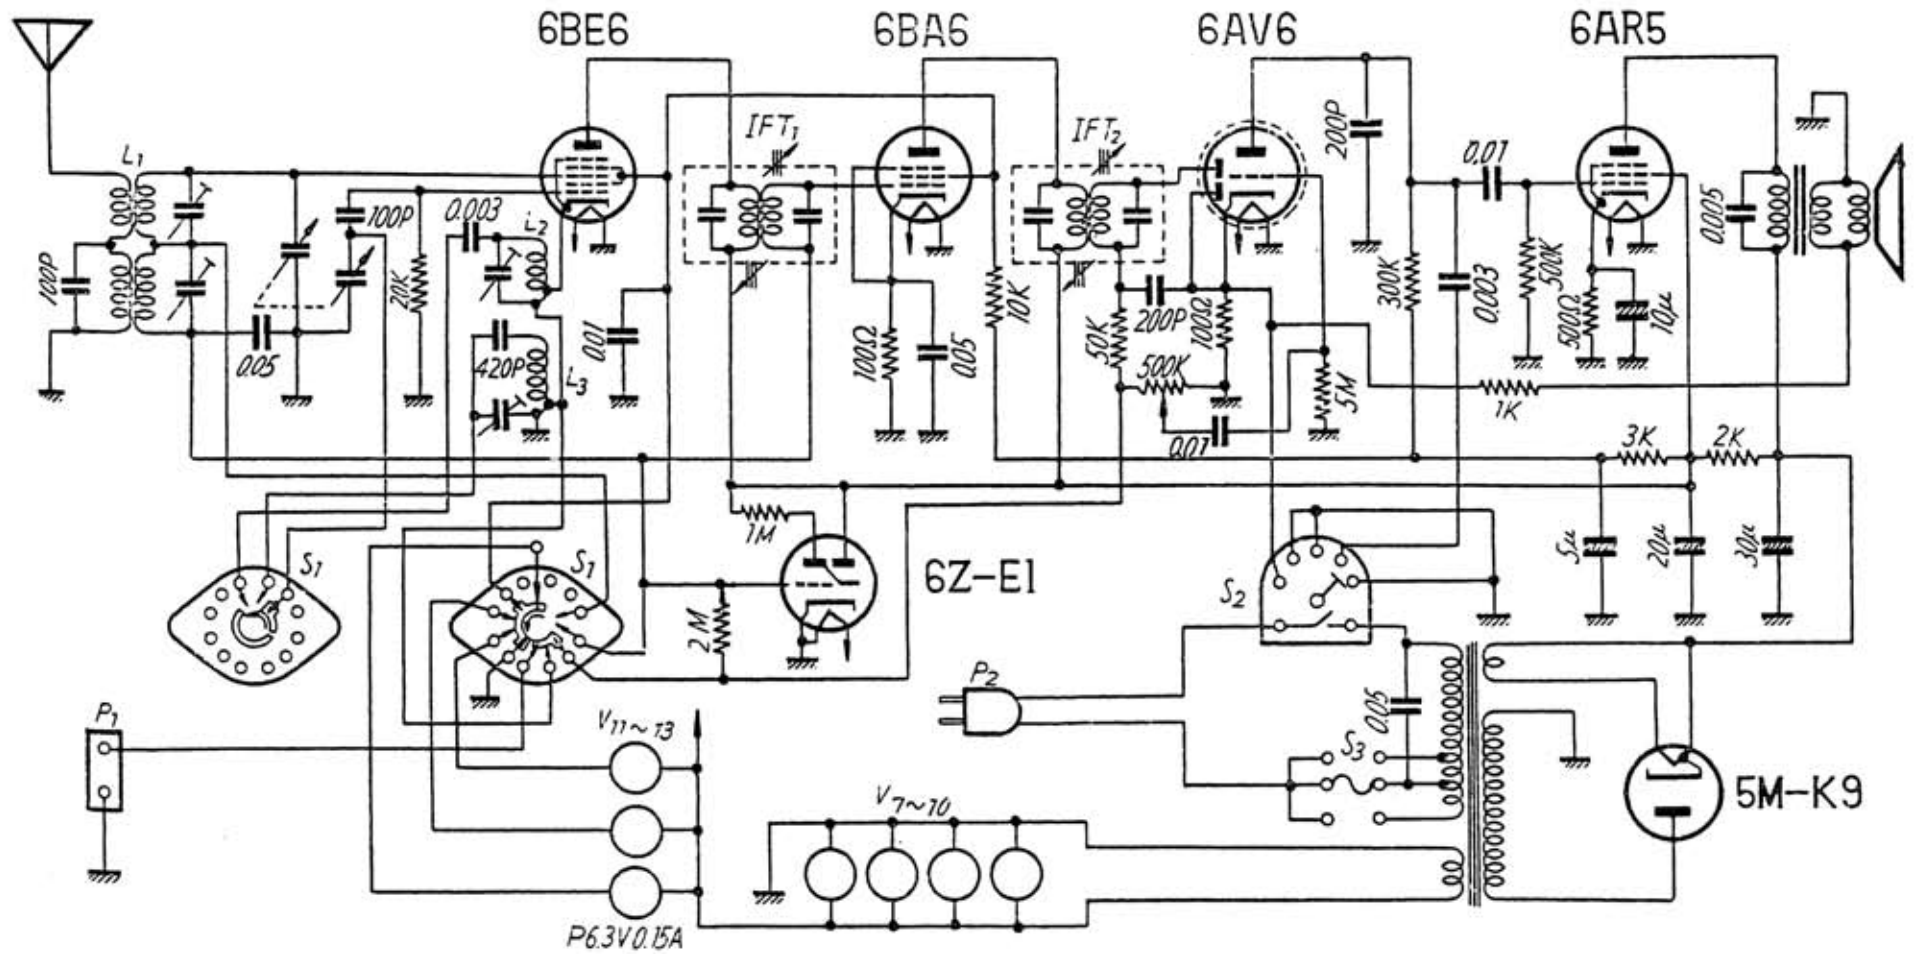 6BE6
6BA6
6AV6
6AR5
L1
IFT1
IFT2
200P
0.01
100P
0.003
L2
0.005
100P
20K
0.01
10K
200P
100Ω
300K
0.003
500K
500Ω
10μ
0.05
420P
L3
100Ω
0.05
50K
500K
5M
1K
0.01
3K
2K
1M
5μ
20μ
30μ
S1
S1
6Z-E1
S2
2M
P2
0.05
P1
V11~13
S3
5M-K9
V7~10
P6.3V0.15A